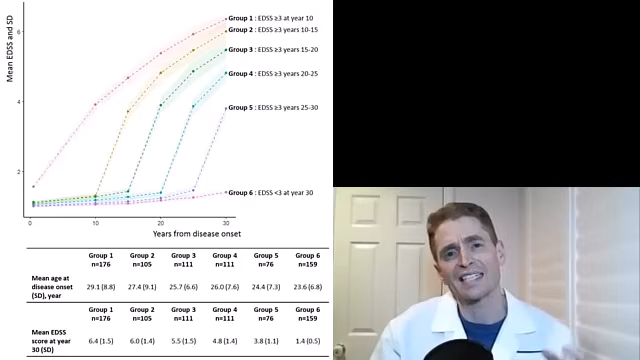 Mean EDSS and SD
6
4
2
0
10
20
30
Years from disease onset
Group 1 : EDSS ≥3 at year 10
Group 2 : EDSS ≥3 years 10-15
Group 3 : EDSS ≥3 years 15-20
Group 4 : EDSS ≥3 years 20-25
Group 5 : EDSS ≥3 years 25-30
Group 6 : EDSS <3 at year 30
Group 1 Group 2 Group 3 Group 4 Group 5 Group 6
n=176 n=105 n=111 n=111 n=76 n=159
Mean age at
disease onset 29.1 (8.8) 27.4 (9.1) 25.7 (6.6) 26.0 (7.6) 24.4 (7.3) 23.6 (6.8)
(SD), year
Group 1 Group 2 Group 3 Group 4 Group 5 Group 6
n=176 n=105 n=111 n=111 n=76 n=159
Mean EDSS
score at year 6.4 (1.5) 6.0 (1.4) 5.5 (1.5) 4.8 (1.4) 3.8 (1.1) 1.4 (0.5)
30 (SD)